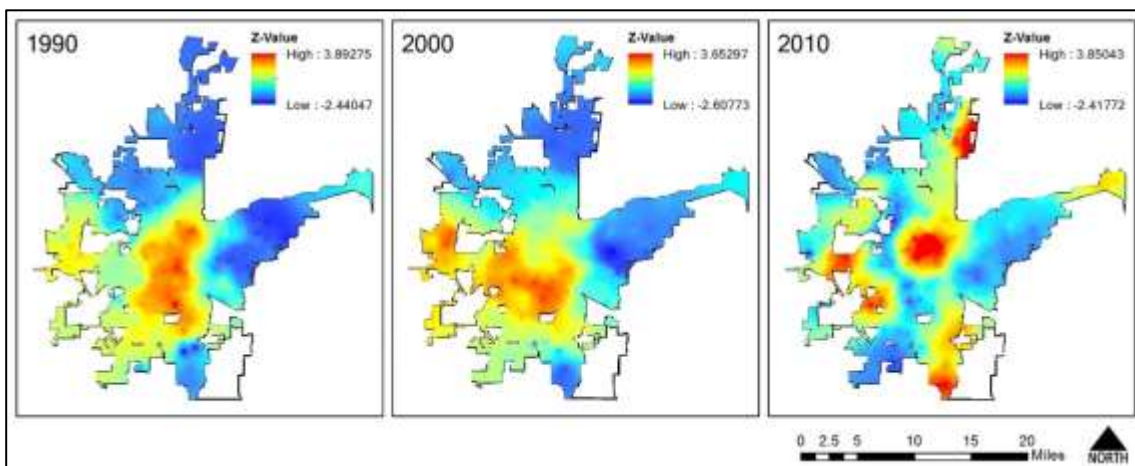 1990
Z-Value
High : 3.89275
Low : -2.44047
2000
Z-Value
High : 3.65297
Low : -2.60773
2010
Z-Value
High : 3.85043
Low : -2.41772
0 2.5 5 10 15 20
Miles
NORTH